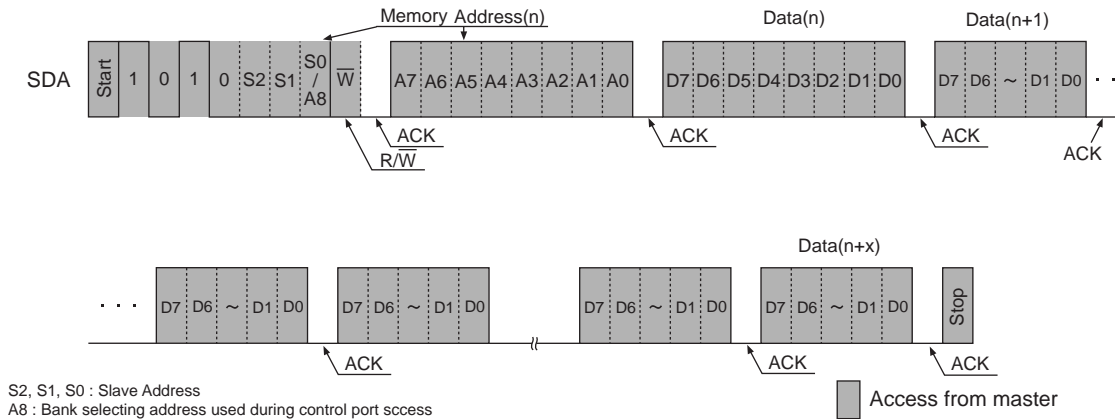 Memory Address(n) Data(n) Data(n+1)
SDA Start 1 0 1 0 S2 S1 S0 / A8 W̅ A7 A6 A5 A4 A3 A2 A1 A0 D7 D6 D5 D4 D3 D2 D1 D0 D7 D6 ~ D1 D0 · · ·
ACK ACK ACK ACK
R/W̅
Data(n+x)
· · · D7 D6 ~ D1 D0 D7 D6 ~ D1 D0 D7 D6 ~ D1 D0 D7 D6 ~ D1 D0 Stop
ACK ACK ACK
S2, S1, S0 : Slave Address
A8 : Bank selecting address used during control port sccess
Access from master